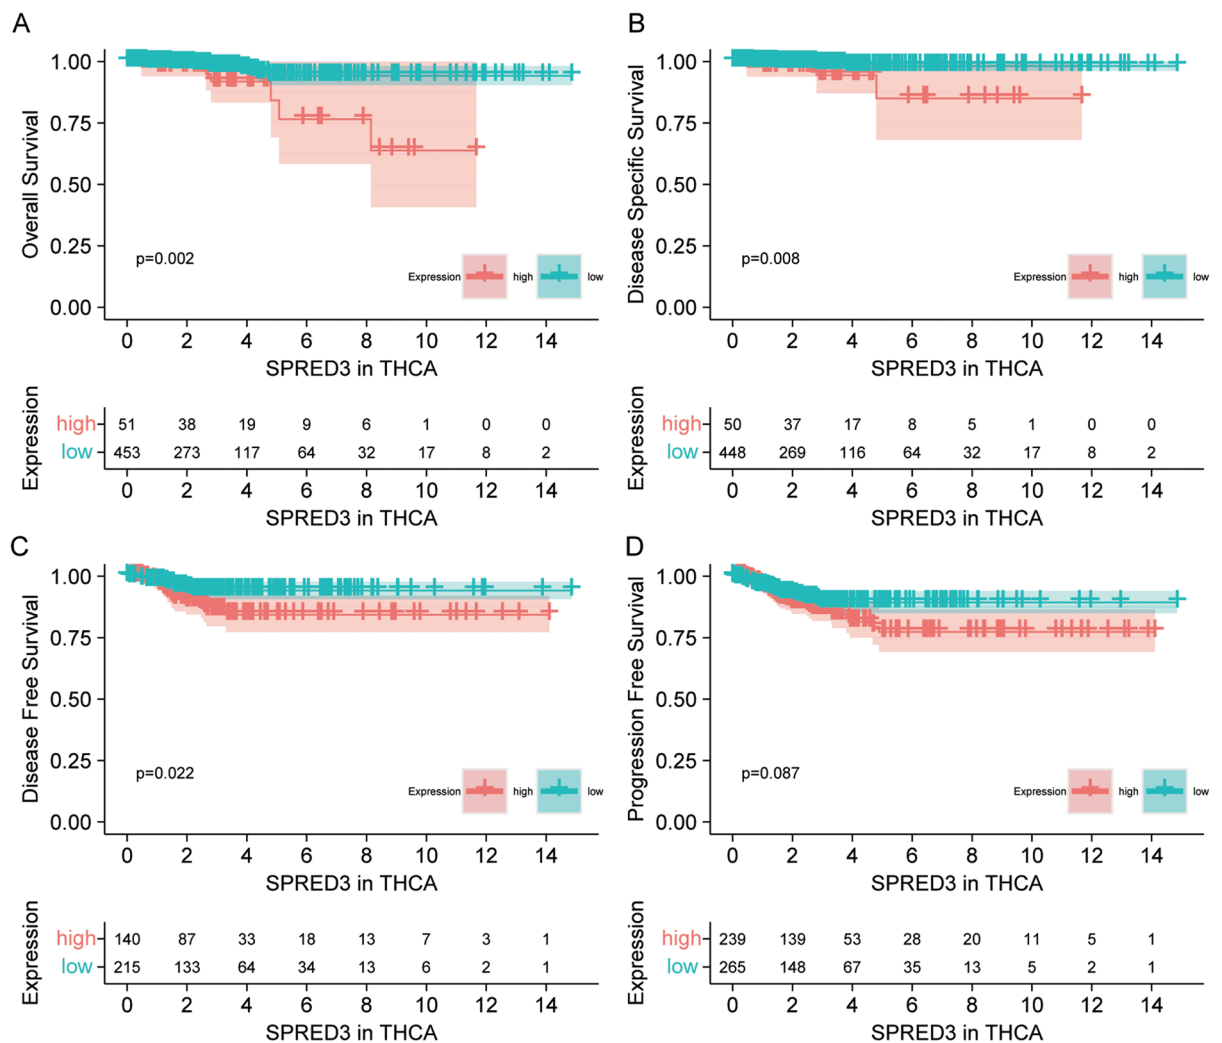 A
Overall Survival
1.00
0.75
0.50
0.25
0.00
p=0.002
Expression high low
0 2 4 6 8 10 12 14
SPRED3 in THCA
Expression
high 51 38 19 9 6 1 0 0
low 453 273 117 64 32 17 8 2
0 2 4 6 8 10 12 14
SPRED3 in THCA
B
Disease Specific Survival
1.00
0.75
0.50
0.25
0.00
p=0.008
Expression high low
0 2 4 6 8 10 12 14
SPRED3 in THCA
Expression
high 50 37 17 8 5 1 0 0
low 448 269 116 64 32 17 8 2
0 2 4 6 8 10 12 14
SPRED3 in THCA
C
Disease Free Survival
1.00
0.75
0.50
0.25
0.00
p=0.022
Expression high low
0 2 4 6 8 10 12 14
SPRED3 in THCA
Expression
high 140 87 33 18 13 7 3 1
low 215 133 64 34 13 6 2 1
0 2 4 6 8 10 12 14
SPRED3 in THCA
D
Progression Free Survival
1.00
0.75
0.50
0.25
0.00
p=0.087
Expression high low
0 2 4 6 8 10 12 14
SPRED3 in THCA
Expression
high 239 139 53 28 20 11 5 1
low 265 148 67 35 13 5 2 1
0 2 4 6 8 10 12 14
SPRED3 in THCA